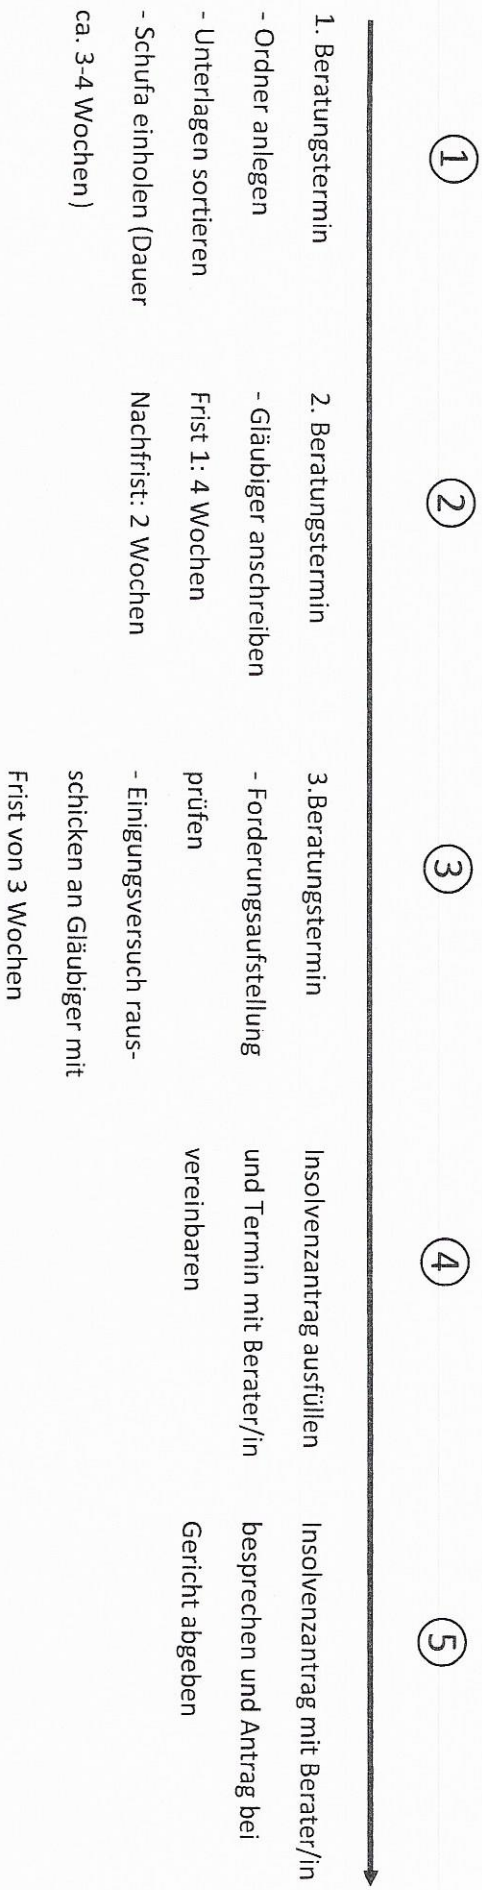 ①
②
③
④
⑤
1. Beratungstermin
- Ordner anlegen
- Unterlagen sortieren
- Schufa einholen (Dauer
ca. 3-4 Wochen)
2. Beratungstermin
- Gläubiger anschreiben
Frist 1: 4 Wochen
Nachfrist: 2 Wochen
3.Beratungstermin
- Forderungsaufstellung
prüfen
- Einigungsversuch raus-
schicken an Gläubiger mit
Frist von 3 Wochen
Insolvenzantrag ausfüllen
und Termin mit Berater/in
vereinbaren
Insolvenzantrag mit Berater/in
besprechen und Antrag bei
Gericht abgeben